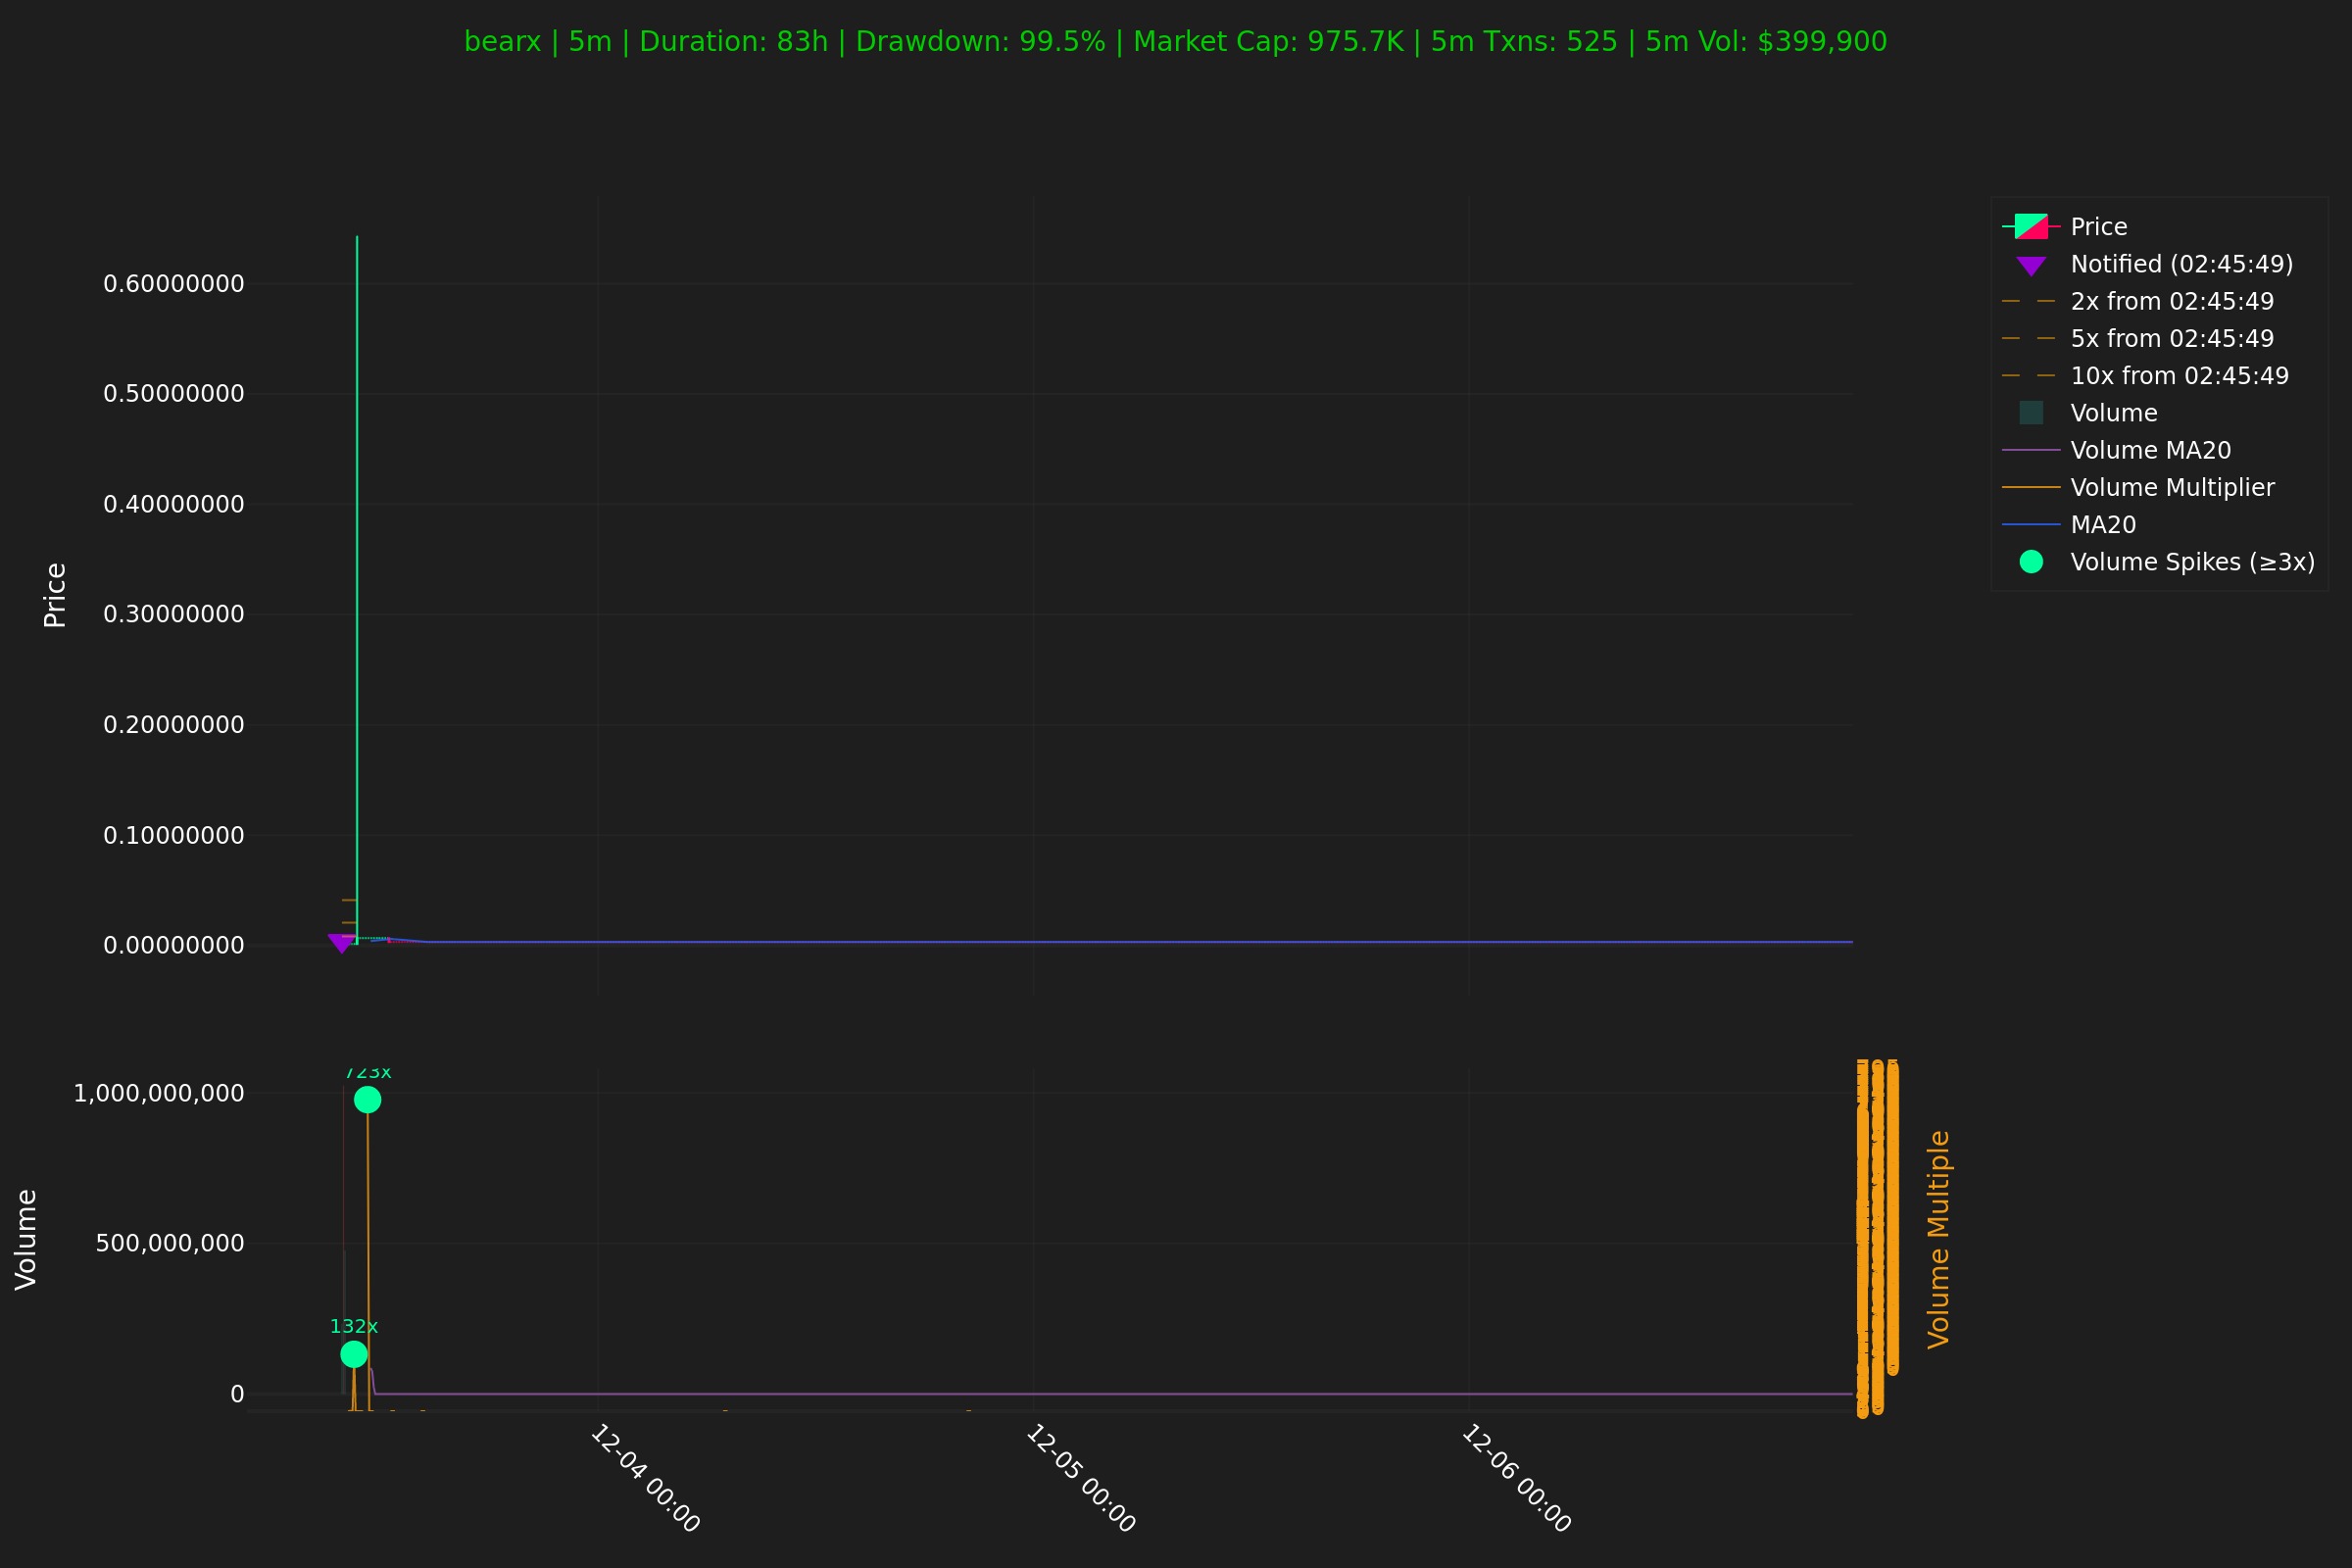 bearx | 5m | Duration: 83h | Drawdown: 99.5% | Market Cap: 975.7K | 5m Txns: 525 | 5m Vol: $399,900
Price
0.60000000
0.50000000
0.40000000
0.30000000
0.20000000
0.10000000
0.00000000
Price
Notified (02:45:49)
2x from 02:45:49
5x from 02:45:49
10x from 02:45:49
Volume
Volume MA20
Volume Multiplier
MA20
Volume Spikes (≥3x)
Volume
1,000,000,000
500,000,000
0
723x
132x
Volume Multiple
12-04 00:00
12-05 00:00
12-06 00:00